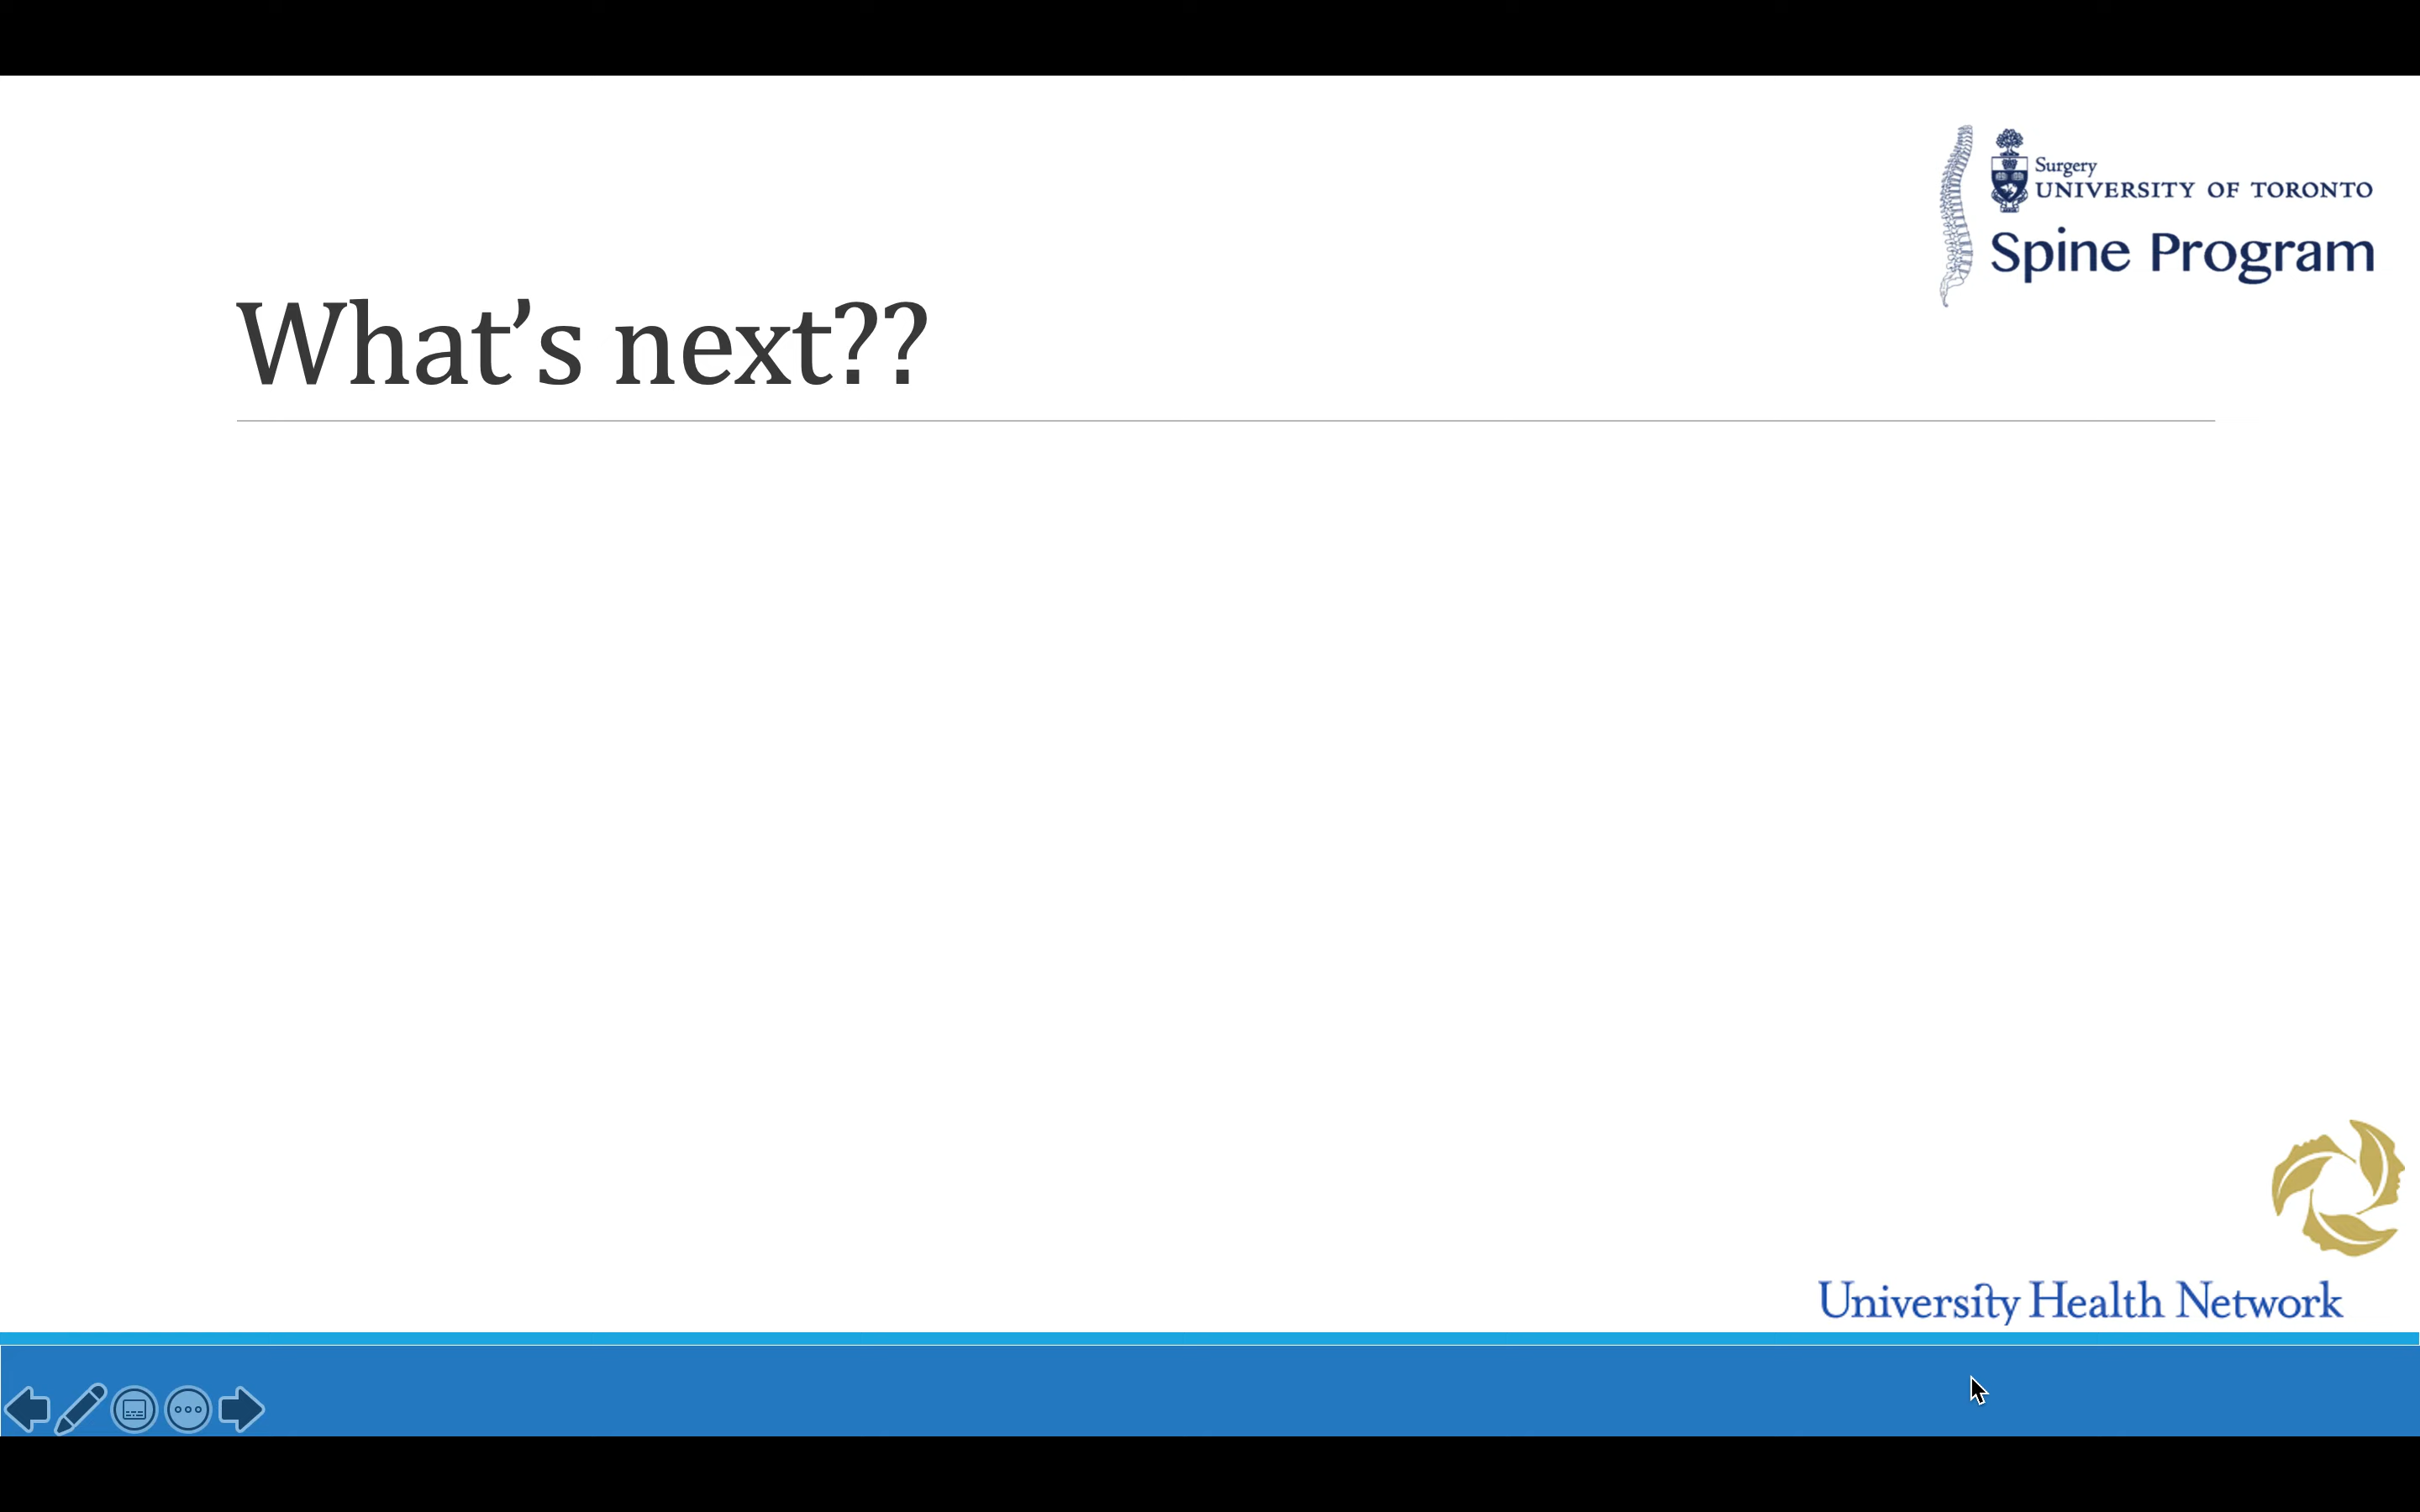 Surgery
UNIVERSITY OF TORONTO
Spine Program
What’s next??
University Health Network